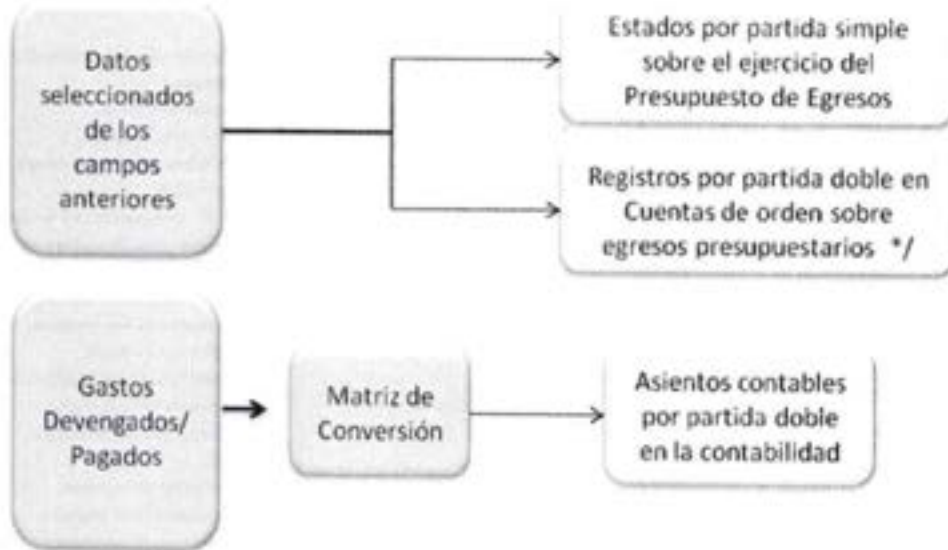 Datos
seleccionados
de los
campos
anteriores
Estados por partida simple
sobre el ejercicio del
Presupuesto de Egresos
Registros por partida doble en
Cuentas de orden sobre
egresos presupuestarios */
Gastos
Devengados/
Pagados
Matriz de
Conversión
Asientos contables
por partida doble
en la contabilidad